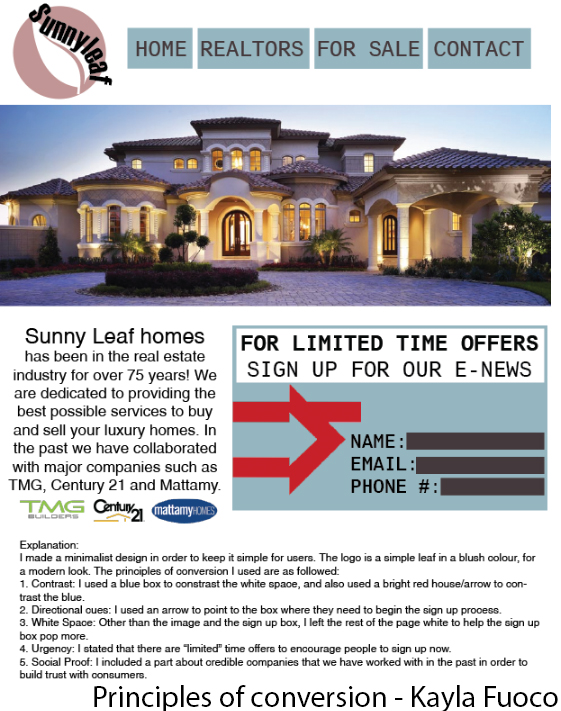 Sunnyleaf
HOME REALTORS FOR SALE CONTACT
Sunny Leaf homes
has been in the real estate
industry for over 75 years! We
are dedicated to providing the
best possible services to buy
and sell your luxury homes. In
the past we have collaborated
with major companies such as
TMG, Century 21 and Mattamy.
TMG
BUILDERS
Century 21
mattamyHOMES
FOR LIMITED TIME OFFERS
SIGN UP FOR OUR E-NEWS
NAME:
EMAIL:
PHONE #:
Explanation:
I made a minimalist design in order to keep it simple for users. The logo is a simple leaf in a blush colour, for
a modern look. The principles of conversion I used are as followed:
1. Contrast: I used a blue box to constrast the white space, and also used a bright red house/arrow to con-
trast the blue.
2. Directional cues: I used an arrow to point to the box where they need to begin the sign up process.
3. White Space: Other than the image and the sign up box, I left the rest of the page white to help the sign up
box pop more.
4. Urgency: I stated that there are “limited” time offers to encourage people to sign up now.
5. Social Proof: I included a part about credible companies that we have worked with in the past in order to
build trust with consumers.
Principles of conversion - Kayla Fuoco